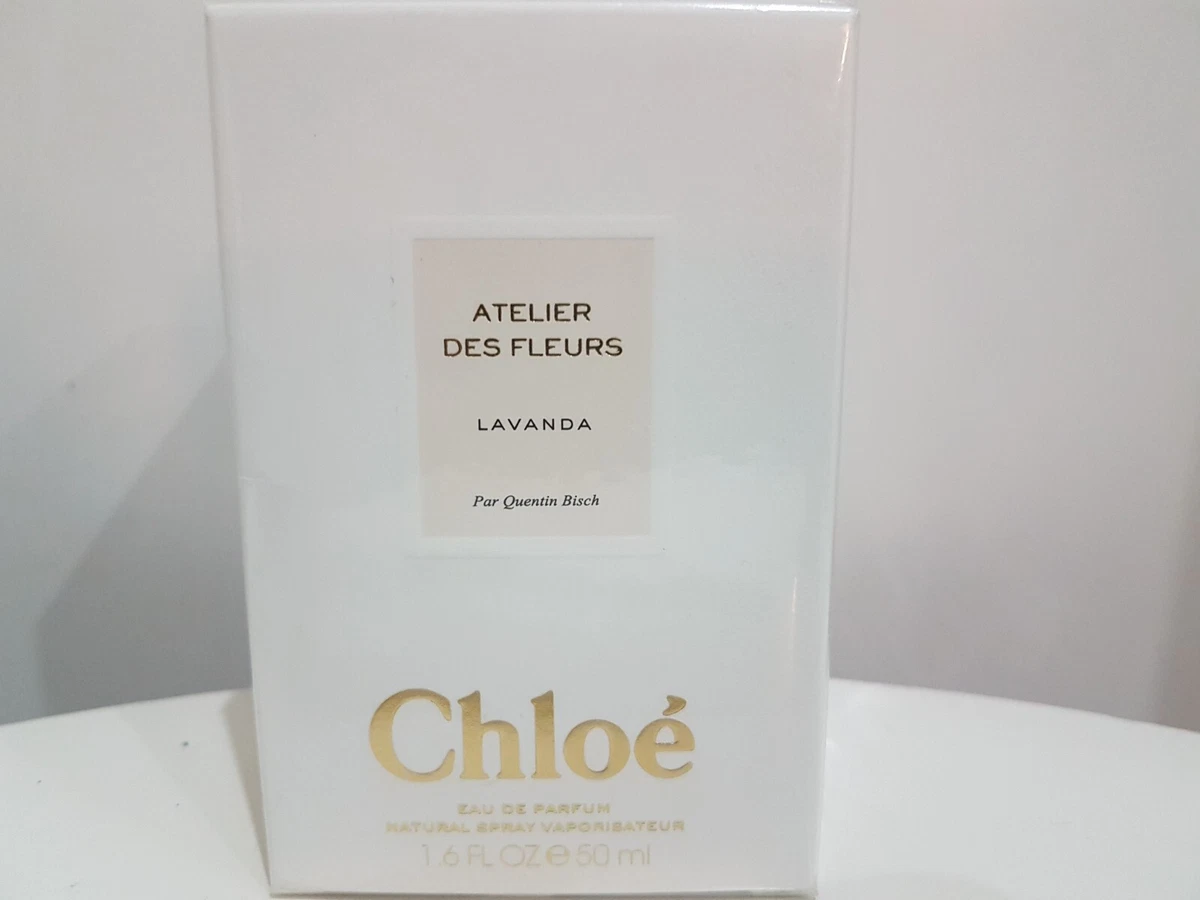 ATELIER
DES FLEURS
LAVANDA
Par Quentin Bisch
Chloé
EAU DE PARFUM
NATURAL SPRAY VAPORISATEUR
1.6 FL OZ ℮ 50 ml